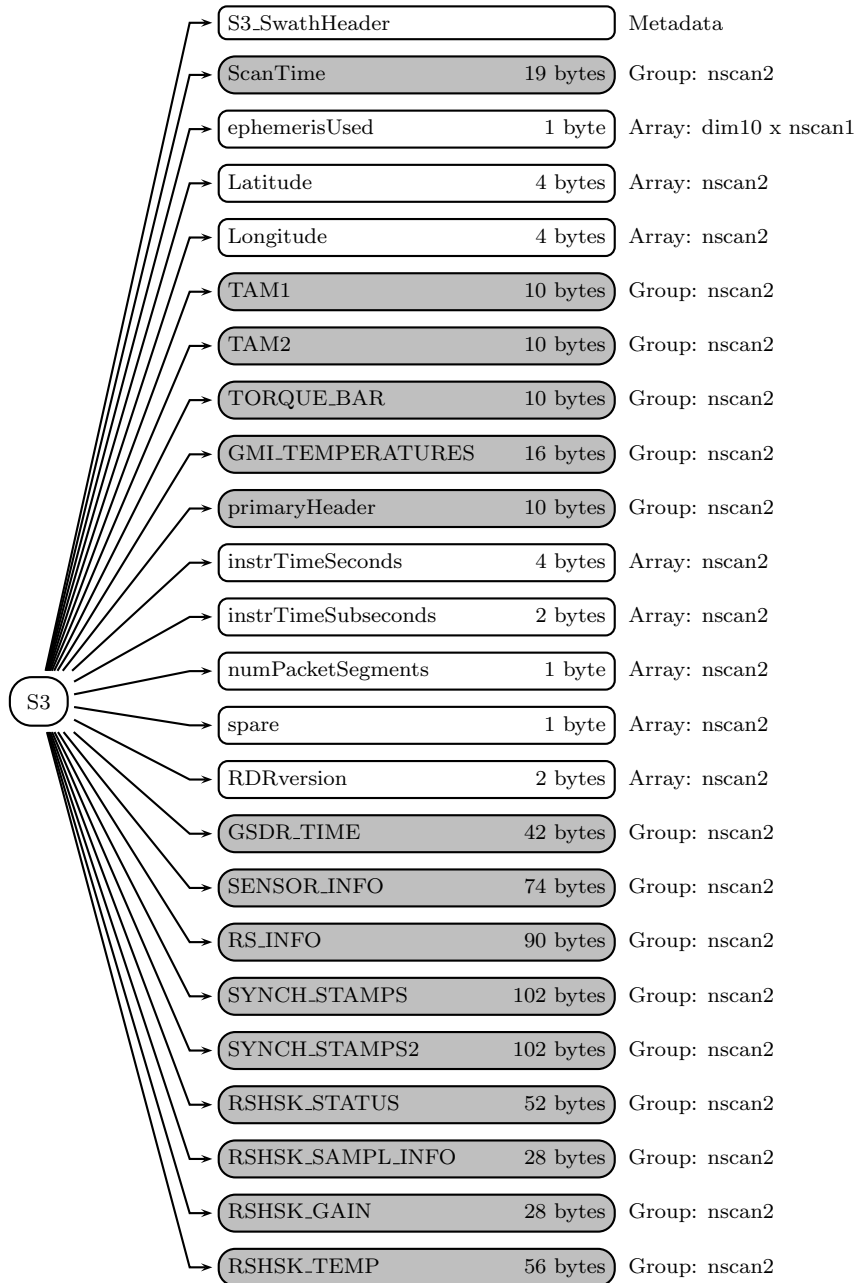 S3_SwathHeader Metadata
ScanTime 19 bytes Group: nscan2
ephemerisUsed 1 byte Array: dim10 x nscan1
Latitude 4 bytes Array: nscan2
Longitude 4 bytes Array: nscan2
TAM1 10 bytes Group: nscan2
TAM2 10 bytes Group: nscan2
TORQUE_BAR 10 bytes Group: nscan2
GMI_TEMPERATURES 16 bytes Group: nscan2
primaryHeader 10 bytes Group: nscan2
instrTimeSeconds 4 bytes Array: nscan2
instrTimeSubseconds 2 bytes Array: nscan2
numPacketSegments 1 byte Array: nscan2
S3
spare 1 byte Array: nscan2
RDRversion 2 bytes Array: nscan2
GSDR_TIME 42 bytes Group: nscan2
SENSOR_INFO 74 bytes Group: nscan2
RS_INFO 90 bytes Group: nscan2
SYNCH_STAMPS 102 bytes Group: nscan2
SYNCH_STAMPS2 102 bytes Group: nscan2
RSHSK_STATUS 52 bytes Group: nscan2
RSHSK_SAMPL_INFO 28 bytes Group: nscan2
RSHSK_GAIN 28 bytes Group: nscan2
RSHSK_TEMP 56 bytes Group: nscan2